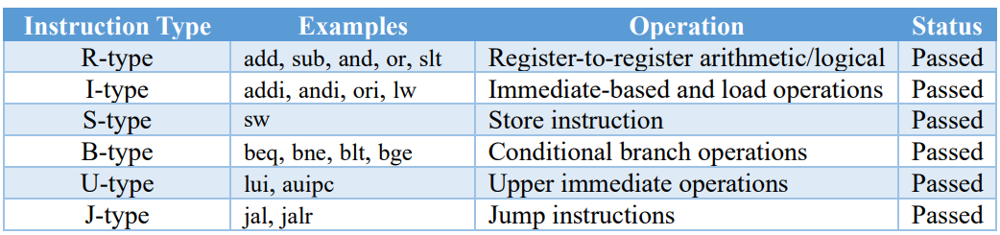 Instruction Type Examples Operation Status
R-type add, sub, and, or, slt Register-to-register arithmetic/logical Passed
I-type addi, andi, ori, lw Immediate-based and load operations Passed
S-type sw Store instruction Passed
B-type beq, bne, blt, bge Conditional branch operations Passed
U-type lui, auipc Upper immediate operations Passed
J-type jal, jalr Jump instructions Passed